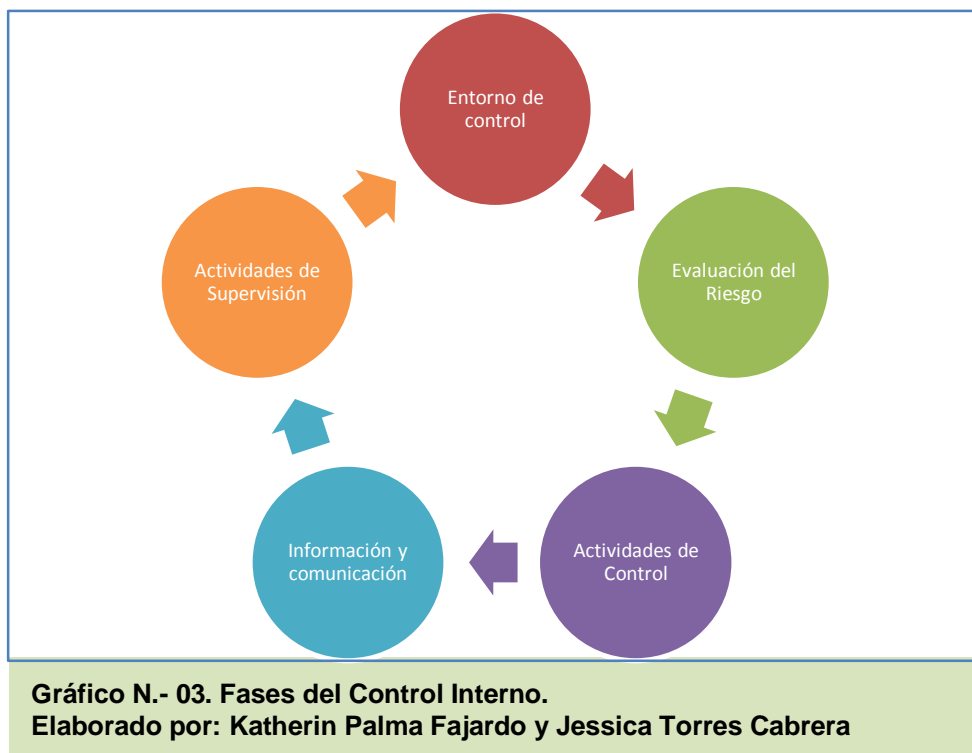 Entorno de
control
Evaluación del
Riesgo
Actividades de
Control
Información y
comunicación
Actividades de
Supervisión
Gráfico N.- 03. Fases del Control Interno.
Elaborado por: Katherin Palma Fajardo y Jessica Torres Cabrera